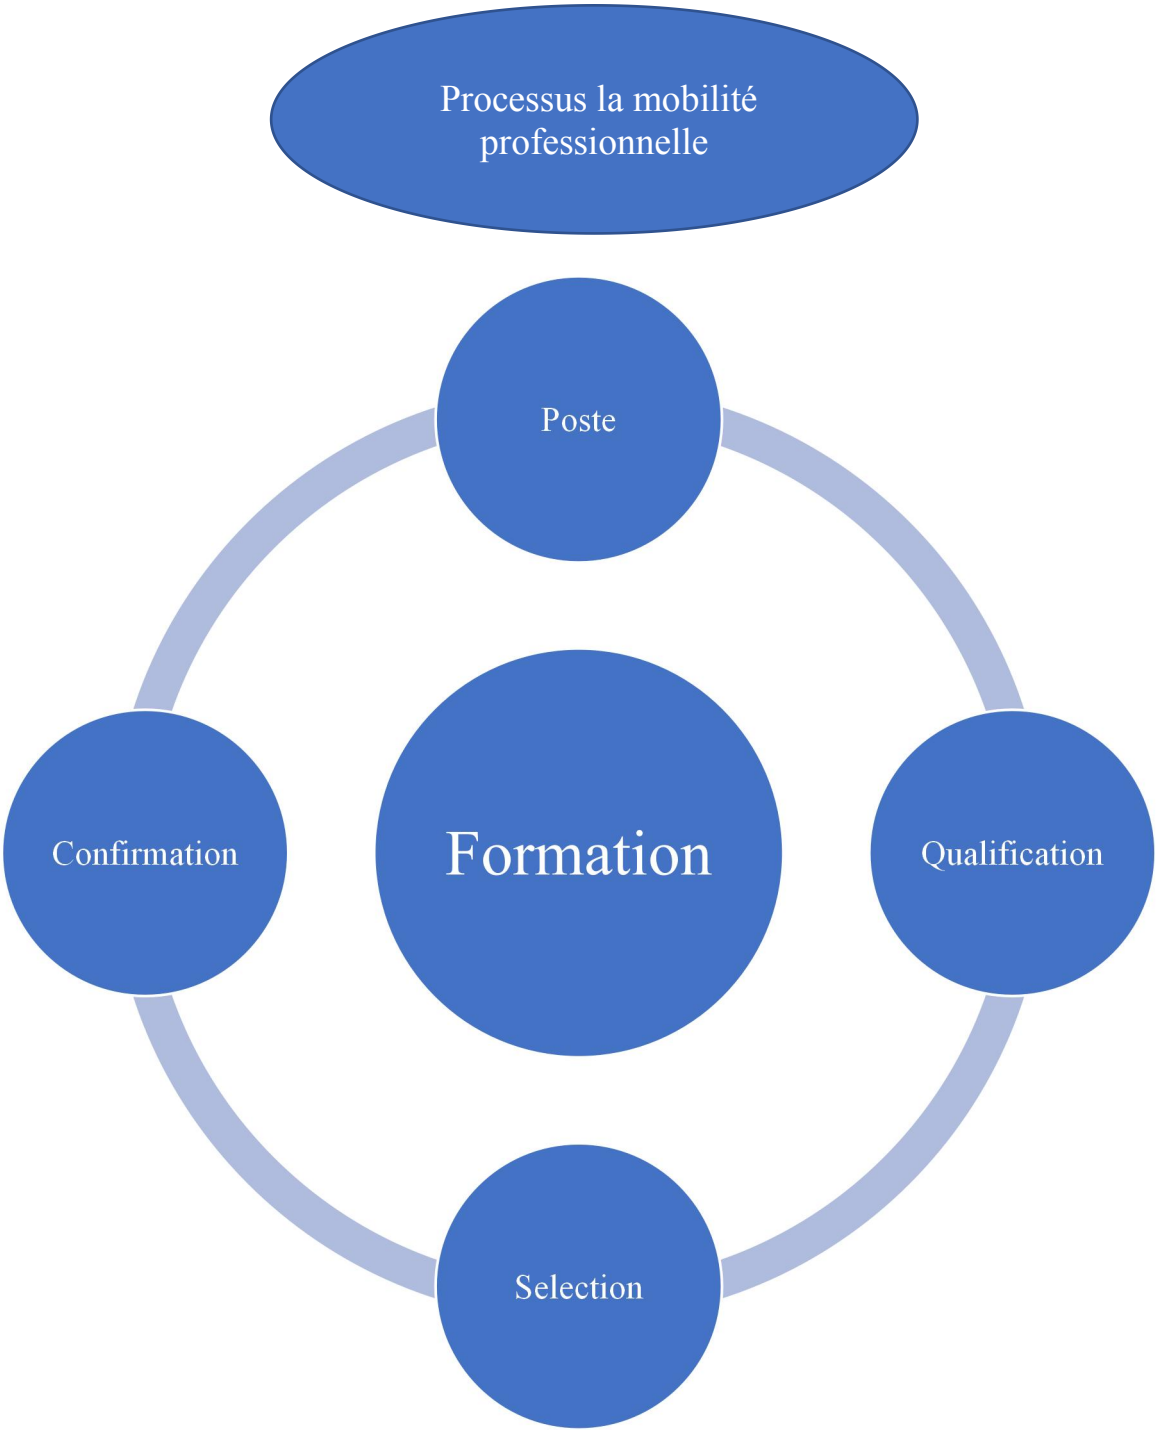 Processus la mobilité
professionnelle
Poste
Confirmation
Formation
Qualification
Selection